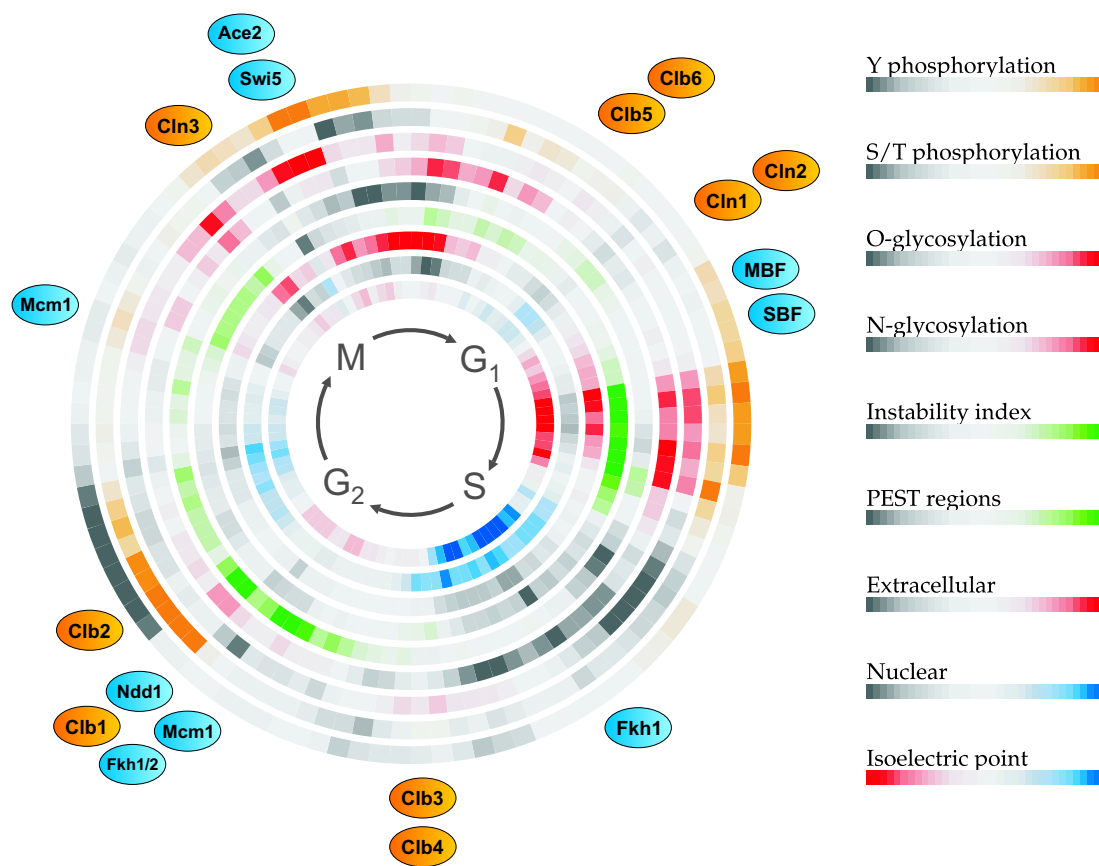 Ace2
Swi5
Cln3
Clb6
Clb5
Cln2
Cln1
MBF
SBF
Mcm1
M
G1
G2
S
Clb2
Ndd1
Clb1
Mcm1
Fkh1/2
Fkh1
Clb3
Clb4
Y phosphorylation
S/T phosphorylation
O-glycosylation
N-glycosylation
Instability index
PEST regions
Extracellular
Nuclear
Isoelectric point